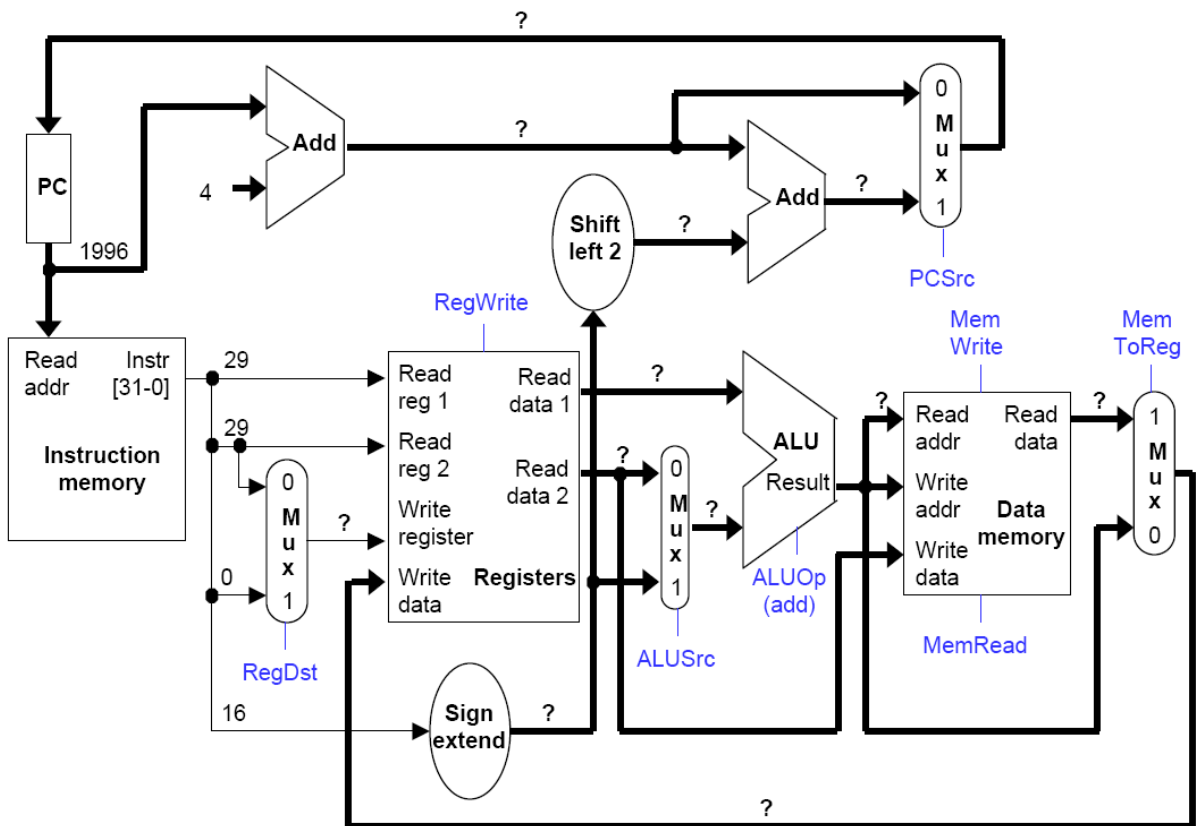 ?
PC
1996
4
Add
?
Shift
left 2
?
Add
?
0
M
u
x
1
PCSrc
Read
addr
Instr
[31-0]
Instruction
memory
29
29
0
16
0
M
u
x
1
?
RegDst
RegWrite
Read
reg 1
Read
reg 2
Write
register
Write
data
Read
data 1
Read
data 2
Registers
Sign
extend
?
?
?
0
M
u
x
1
?
ALUSrc
ALU
Result
ALUOp
(add)
Mem
Write
?
Read
addr
Write
addr
Write
data
Read
data
Data
memory
MemRead
?
Mem
ToReg
1
M
u
x
0
?